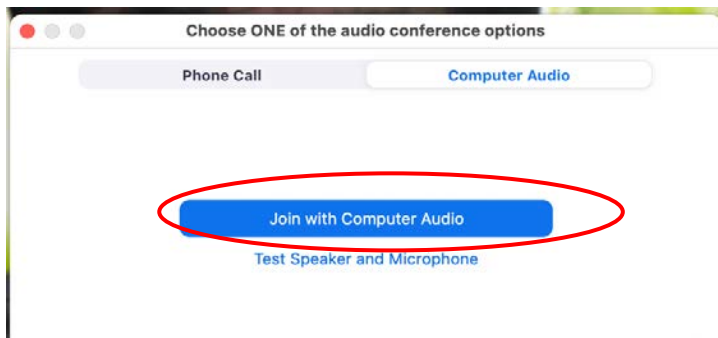 Choose ONE of the audio conference options
Phone Call Computer Audio
Join with Computer Audio
Test Speaker and Microphone